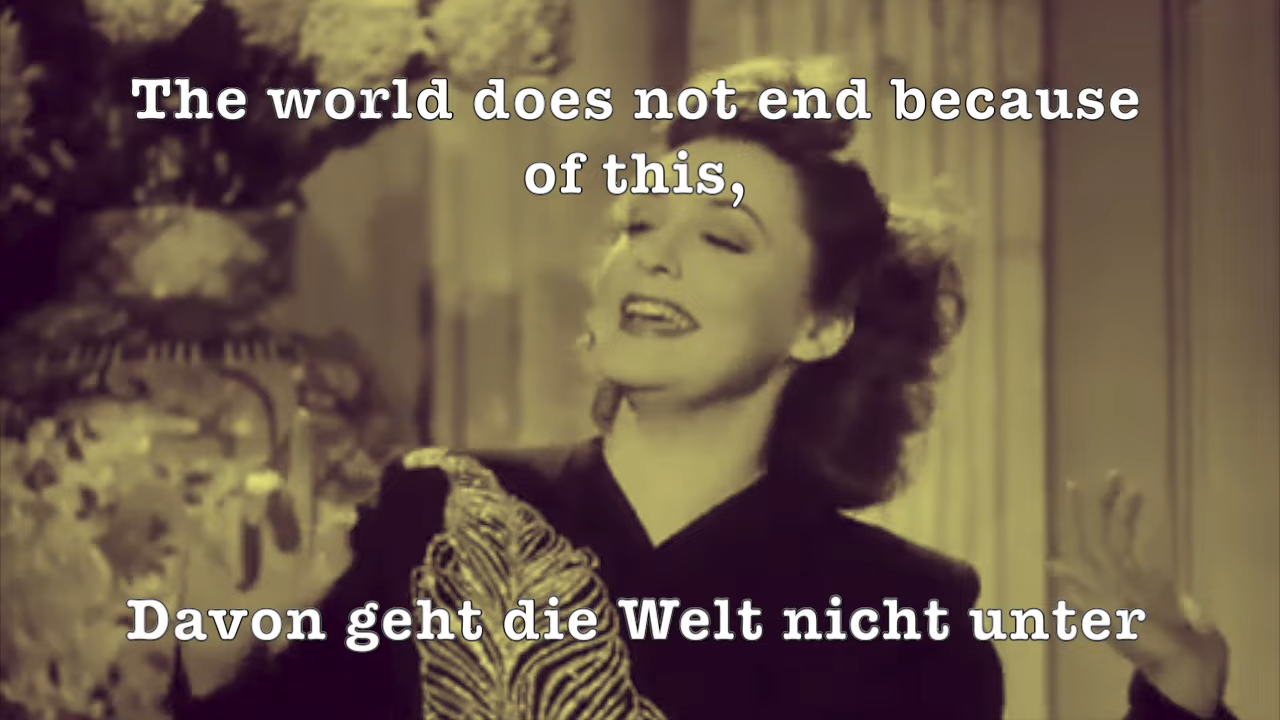 The world does not end because
of this,
Davon geht die Welt nicht unter